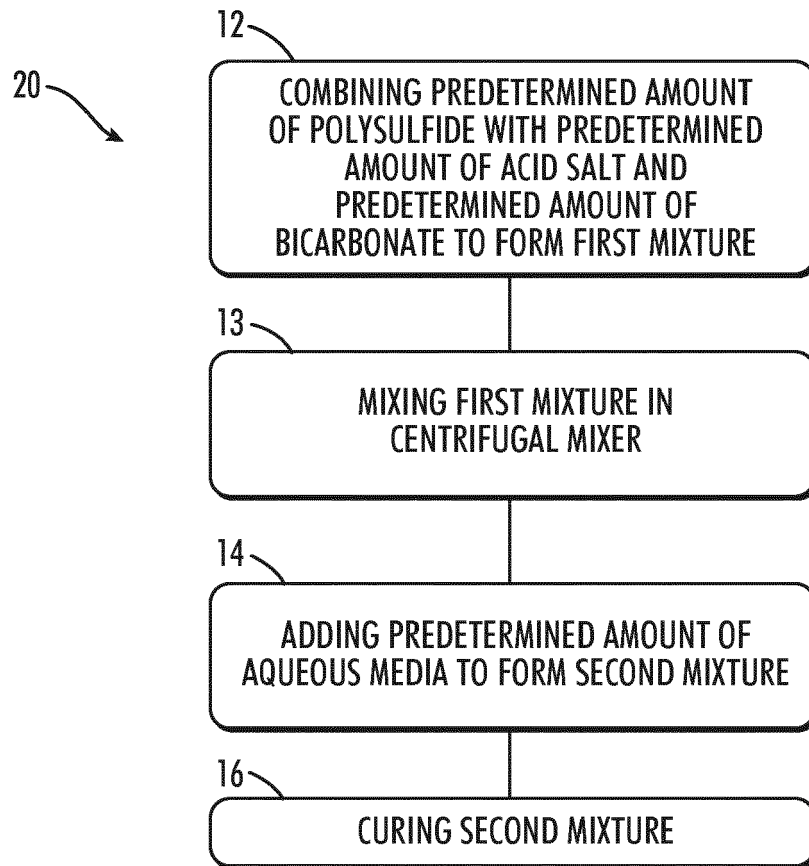 12
20
COMBINING PREDETERMINED AMOUNT
OF POLYSULFIDE WITH PREDETERMINED
AMOUNT OF ACID SALT AND
PREDETERMINED AMOUNT OF
BICARBONATE TO FORM FIRST MIXTURE
13
MIXING FIRST MIXTURE IN
CENTRIFUGAL MIXER
14
ADDING PREDETERMINED AMOUNT OF
AQUEOUS MEDIA TO FORM SECOND MIXTURE
16
CURING SECOND MIXTURE